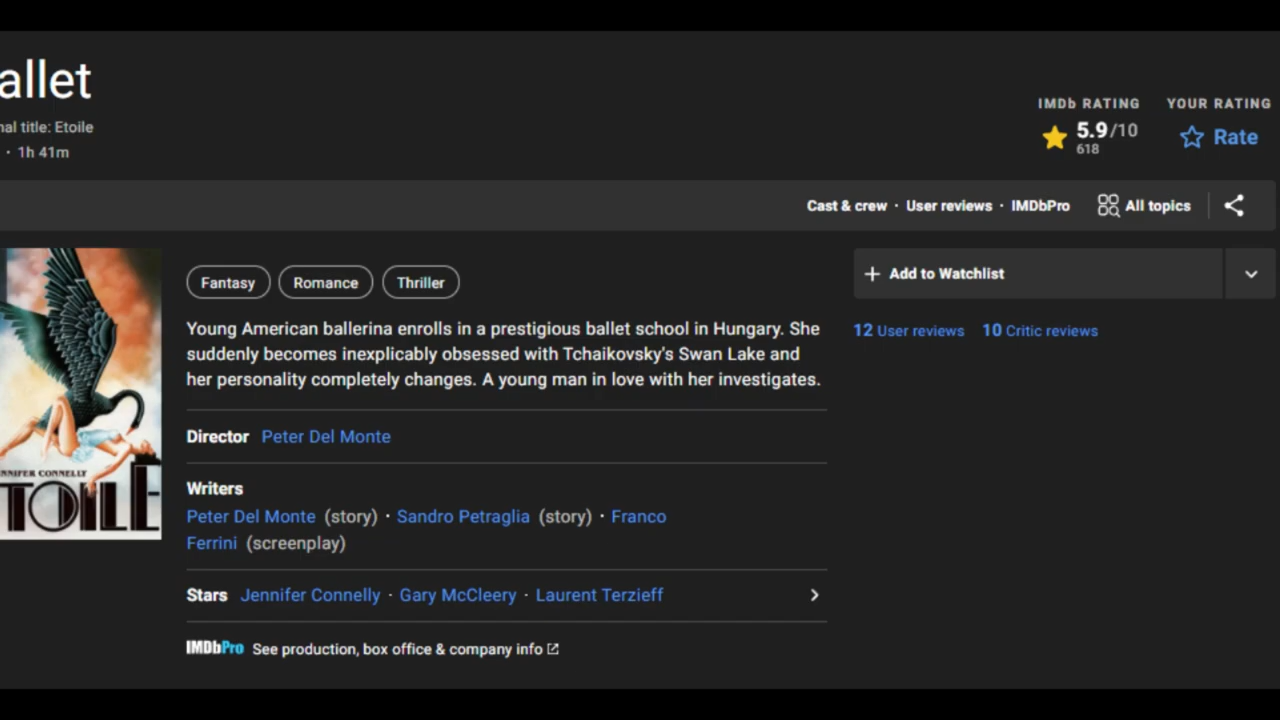 allet
nal title: Etoile
· 1h 41m
IMDb RATING
YOUR RATING
5.9/10
618
Rate
Cast & crew · User reviews · IMDbPro
All topics
Fantasy
Romance
Thriller
Add to Watchlist
Young American ballerina enrolls in a prestigious ballet school in Hungary. She
suddenly becomes inexplicably obsessed with Tchaikovsky's Swan Lake and
her personality completely changes. A young man in love with her investigates.
12 User reviews
10 Critic reviews
Director Peter Del Monte
NNIFER CONNELLY
TOILE
Writers
Peter Del Monte (story) · Sandro Petraglia (story) · Franco
Ferrini (screenplay)
Stars Jennifer Connelly · Gary McCleery · Laurent Terzieff
IMDbPro See production, box office & company info